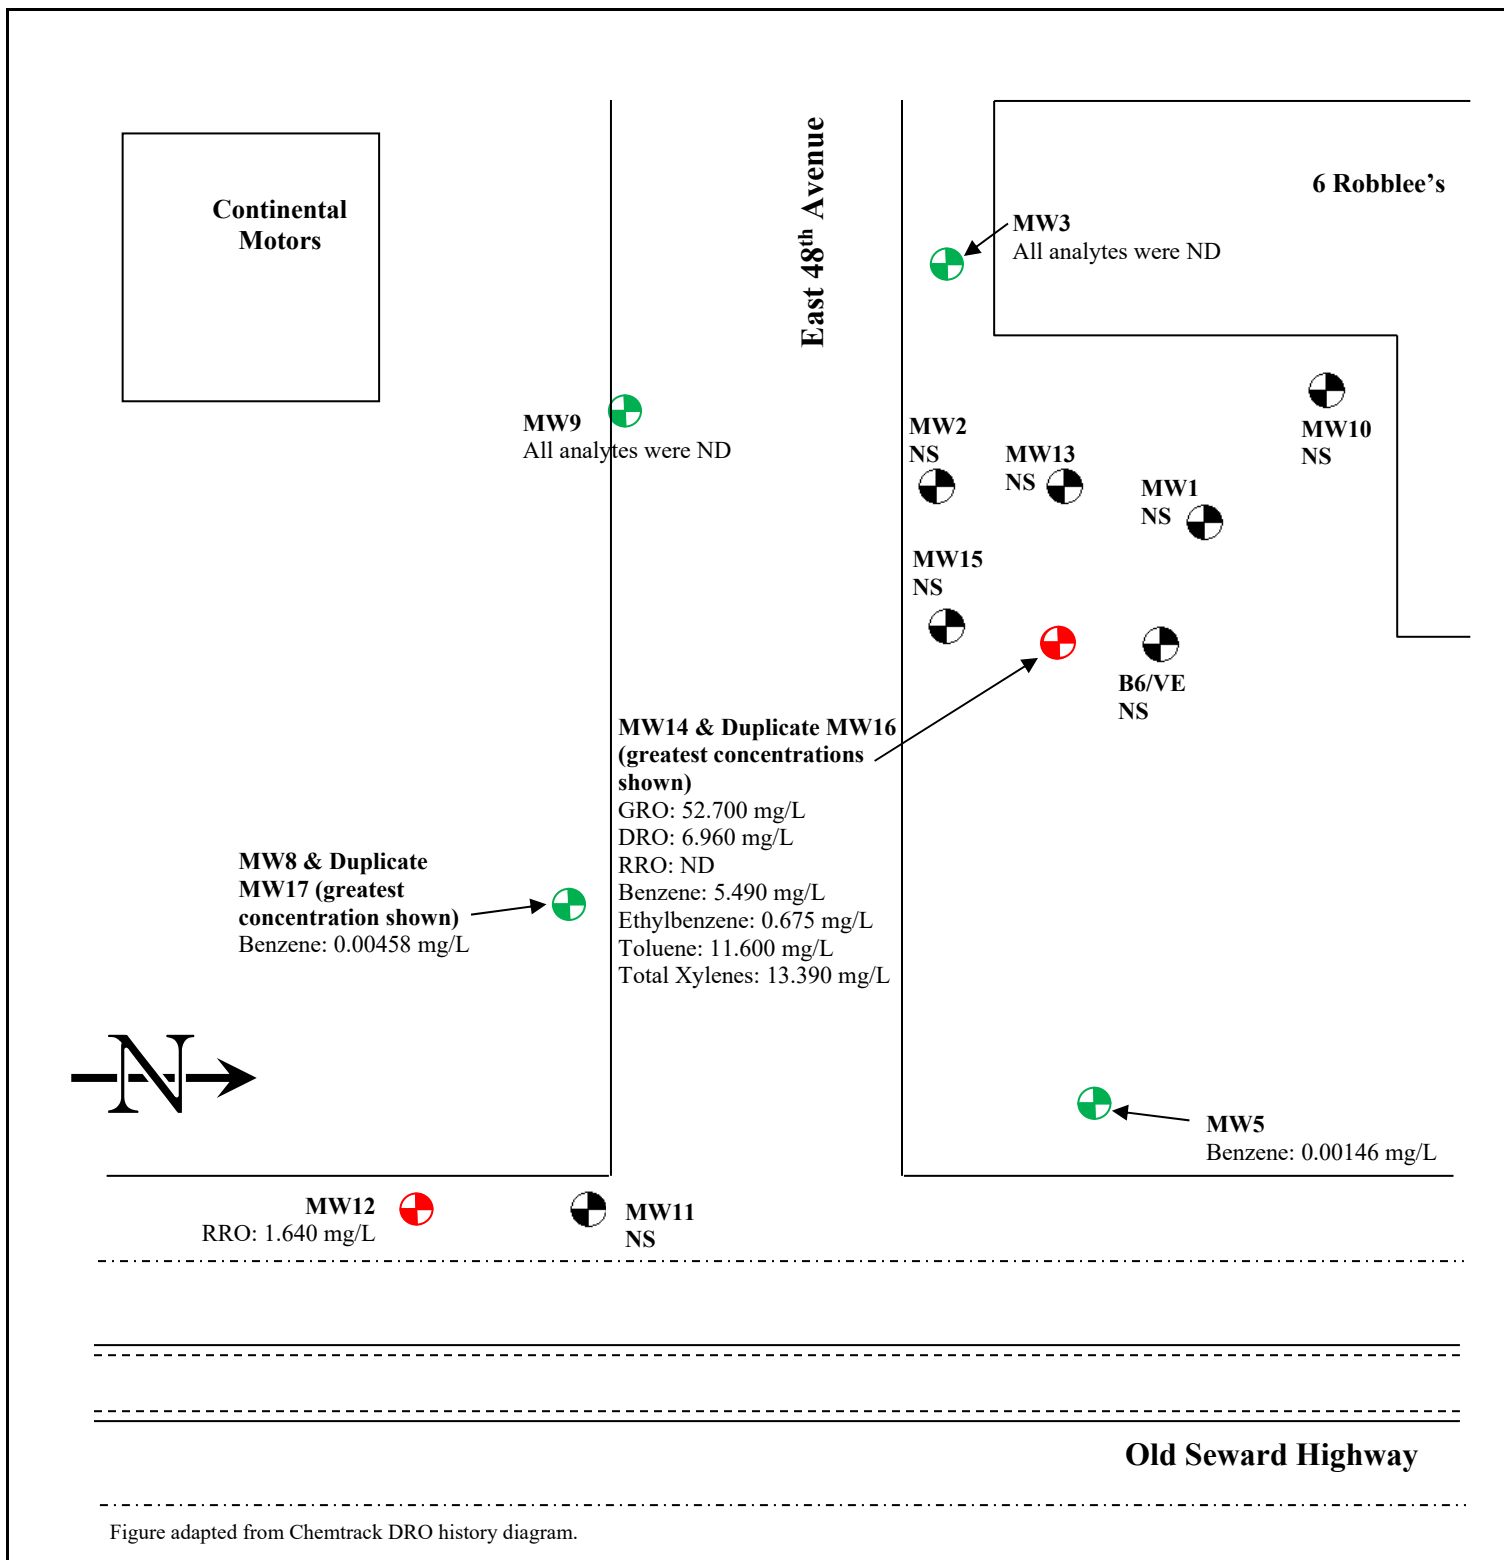 Continental
Motors
East 48th Avenue
6 Robblee's
MW3
All analytes were ND
MW9
All analytes were ND
MW2
NS
MW13
NS
MW1
NS
MW10
NS
MW15
NS
B6/VE
NS
MW14 & Duplicate MW16
(greatest concentrations
shown)
GRO: 52.700 mg/L
DRO: 6.960 mg/L
RRO: ND
Benzene: 5.490 mg/L
Ethylbenzene: 0.675 mg/L
Toluene: 11.600 mg/L
Total Xylenes: 13.390 mg/L
MW8 & Duplicate
MW17 (greatest
concentration shown)
Benzene: 0.00458 mg/L
N
MW5
Benzene: 0.00146 mg/L
MW12
RRO: 1.640 mg/L
MW11
NS
Old Seward Highway
Figure adapted from Chemtrack DRO history diagram.